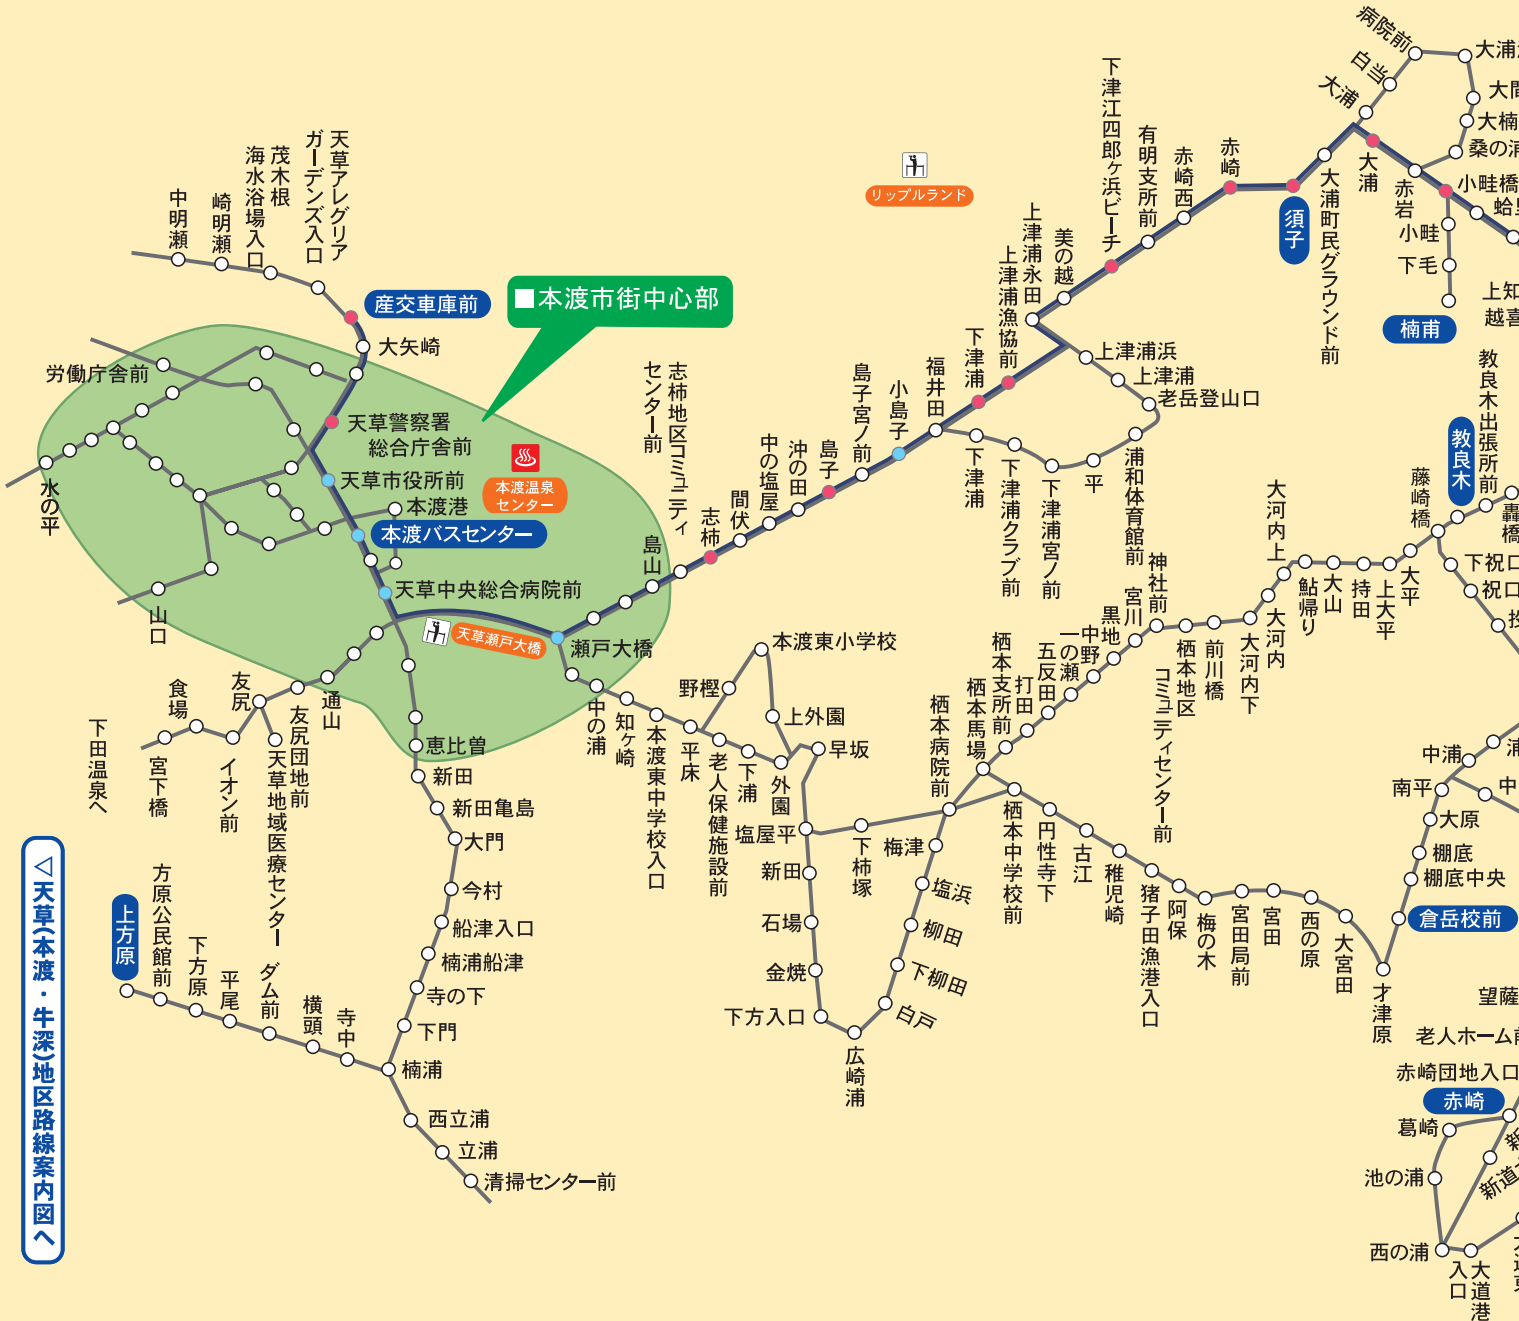 中明瀬
崎明瀬
海水浴場入口
茂木根
ガーデンズ入口
天草アレグリア
産交車庫前
大矢崎
■本渡市街中心部
労働庁舎前
天草警察署
総合庁舎前
天草市役所前
本渡温泉
センター
本渡港
本渡バスセンター
天草中央総合病院前
天草瀬戸大橋
瀬戸大橋
水の平
山口
島山
志柿地区コミュニティ
センター前
志柿
間伏
中の塩屋
沖の田
島子
島子宮ノ前
小島子
福井田
下津浦
上津浦漁協前
上津浦永田
美の越
下津江四郎ヶ浜ビーチ
有明支所前
赤崎西
赤崎
須子
大浦町民グラウンド前
リップルランド
大浦
白当
病院前
大浦
大楠
桑の浦
大浦
赤岩
小畦橋
小畦
下毛
楠甫
上津浦浜
上津浦
老岳登山口
浦和体育館前
平
下津浦宮ノ前
下津浦クラブ前
下津浦
教良木出張所前
教良木
藤崎橋
轟橋
下祝口
祝口
大平
上大平
持田
大山
鮎帰り
大河内上
大河内
大河内下
前川橋
栖本地区
コミュニティセンター前
神社前
宮川
黒地
中野
一の瀬
五反田
打田
栖本支所前
栖本馬場
栖本病院前
栖本中学校前
円性寺下
古江
稚児崎
猪子田漁港入口
阿保
梅の木
宮田局前
宮田
西の原
大宮田
才津原
倉岳校前
棚底中央
棚底
大原
南平
中浦
中の浦
知ヶ崎
本渡東中学校入口
平床
野樫
本渡東小学校
上外園
早坂
老人保健施設前
下浦
外園
塩屋平
下柿塚
新田
石場
金焼
下方入口
広崎浦
白戸
下柳田
柳田
塩浜
梅津
通山
友尻団地前
友尻
天草地域医療センター
イオン前
食場
宮下橋
下田温泉へ
恵比曽
新田
新田亀島
大門
今村
船津入口
楠浦船津
寺の下
下門
楠浦
西立浦
立浦
清掃センター前
上方原
方原公民館前
下方原
平尾
ダム前
横頭
寺中
◁天草(本渡・牛深)地区路線案内図へ
望薩
老人ホーム前
赤崎団地入口
赤崎
葛崎
池の浦
西の浦
入口
大道港